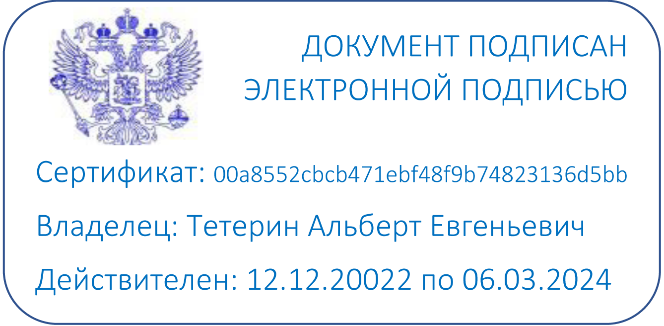 ДОКУМЕНТ ПОДПИСАН
ЭЛЕКТРОННОЙ ПОДПИСЬЮ
Сертификат: 00a8552cbcb471ebf48f9b74823136d5bb
Владелец: Тетерин Альберт Евгеньевич
Действителен: 12.12.20022 по 06.03.2024